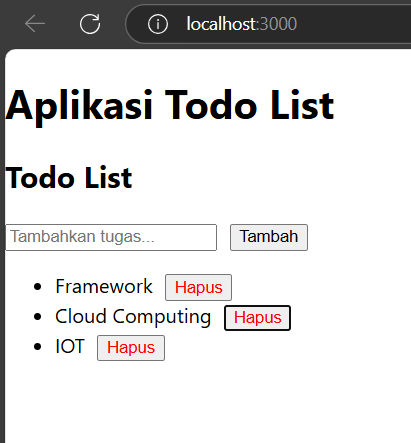 localhost:3000
Aplikasi Todo List
Todo List
Tambahkan tugas... Tambah
Framework Hapus
Cloud Computing Hapus
IOT Hapus